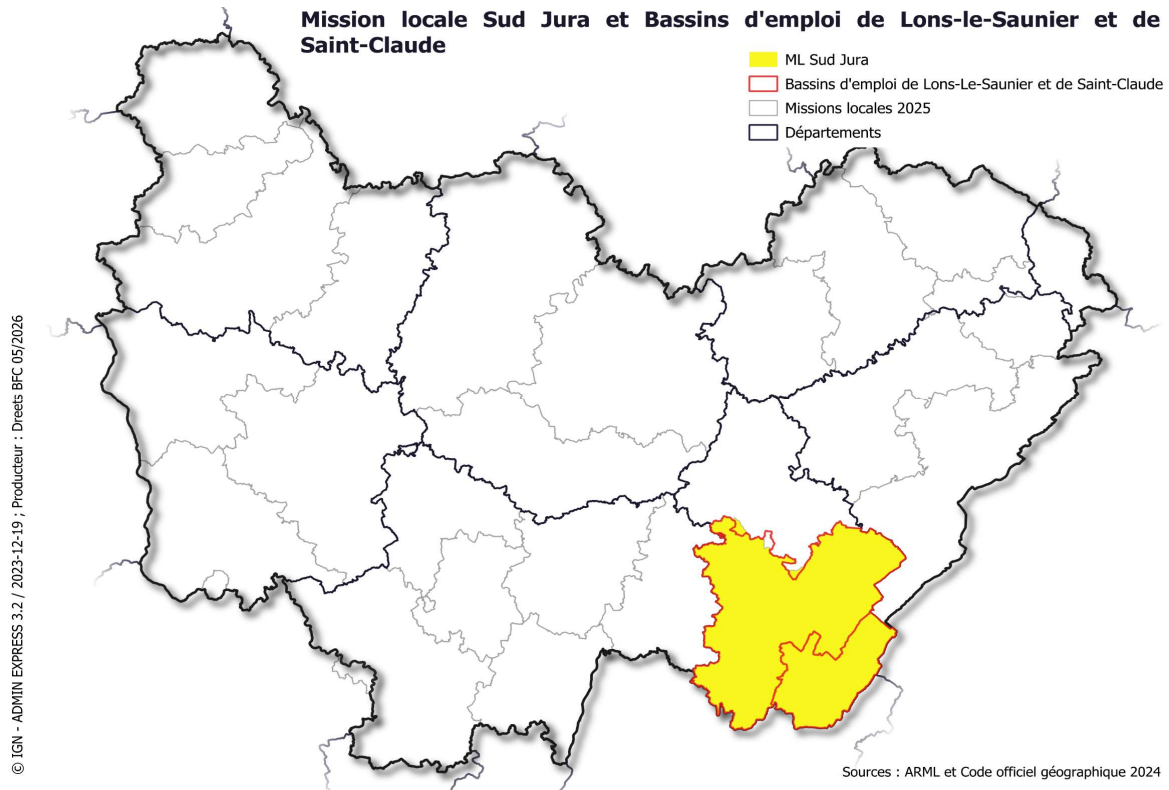 Mission locale Sud Jura et Bassins d'emploi de Lons-le-Saunier et de
Saint-Claude
ML Sud Jura
Bassins d'emploi de Lons-Le-Saunier et de Saint-Claude
Missions locales 2025
Départements
© IGN - ADMIN EXPRESS 3.2 / 2023-12-19 ; Producteur : Dreets BFC 05/2026
Sources : ARML et Code officiel géographique 2024